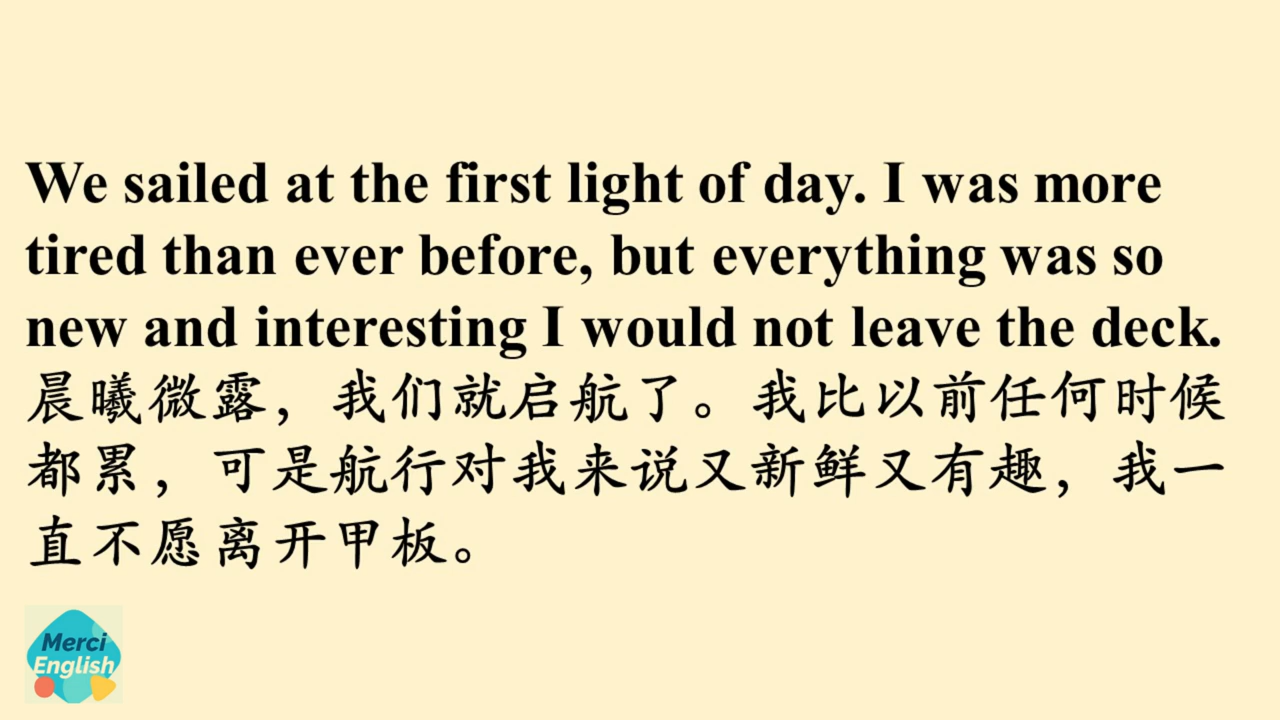 We sailed at the first light of day. I was more
tired than ever before, but everything was so
new and interesting I would not leave the deck.
晨曦微露，我们就启航了。我比以前任何时候
都累，可是航行对我来说又新鲜又有趣，我一
直不愿离开甲板。
Merci
English